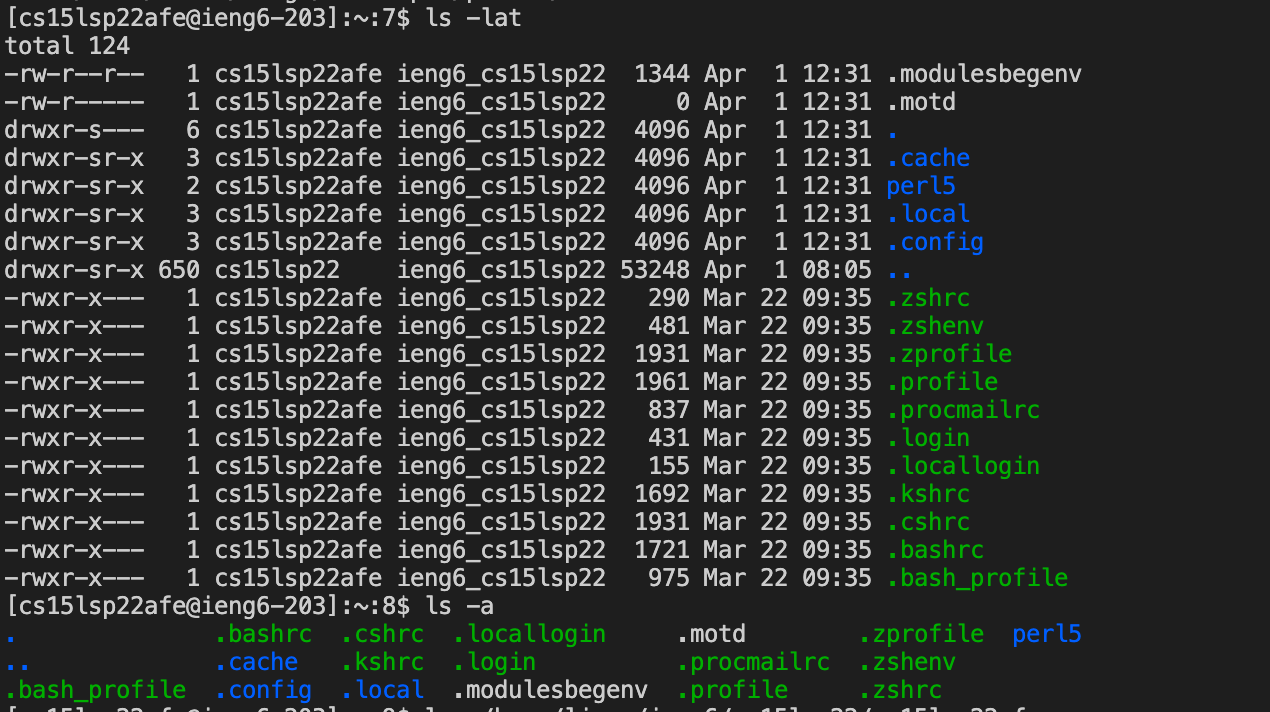 [cs15lsp22afe@ieng6-203]:~:7$ ls -lat
total 124
-rw-r--r--   1 cs15lsp22afe ieng6_cs15lsp22  1344 Apr  1 12:31 .modulesbegenv
-rw-r-----   1 cs15lsp22afe ieng6_cs15lsp22     0 Apr  1 12:31 .motd
drwxr-s---   6 cs15lsp22afe ieng6_cs15lsp22  4096 Apr  1 12:31 .
drwxr-sr-x   3 cs15lsp22afe ieng6_cs15lsp22  4096 Apr  1 12:31 .cache
drwxr-sr-x   2 cs15lsp22afe ieng6_cs15lsp22  4096 Apr  1 12:31 perl5
drwxr-sr-x   3 cs15lsp22afe ieng6_cs15lsp22  4096 Apr  1 12:31 .local
drwxr-sr-x   3 cs15lsp22afe ieng6_cs15lsp22  4096 Apr  1 12:31 .config
drwxr-sr-x 650 cs15lsp22    ieng6_cs15lsp22 53248 Apr  1 08:05 ..
-rwxr-x---   1 cs15lsp22afe ieng6_cs15lsp22   290 Mar 22 09:35 .zshrc
-rwxr-x---   1 cs15lsp22afe ieng6_cs15lsp22   481 Mar 22 09:35 .zshenv
-rwxr-x---   1 cs15lsp22afe ieng6_cs15lsp22  1931 Mar 22 09:35 .zprofile
-rwxr-x---   1 cs15lsp22afe ieng6_cs15lsp22  1961 Mar 22 09:35 .profile
-rwxr-x---   1 cs15lsp22afe ieng6_cs15lsp22   837 Mar 22 09:35 .procmailrc
-rwxr-x---   1 cs15lsp22afe ieng6_cs15lsp22   431 Mar 22 09:35 .login
-rwxr-x---   1 cs15lsp22afe ieng6_cs15lsp22   155 Mar 22 09:35 .locallogin
-rwxr-x---   1 cs15lsp22afe ieng6_cs15lsp22  1692 Mar 22 09:35 .kshrc
-rwxr-x---   1 cs15lsp22afe ieng6_cs15lsp22  1931 Mar 22 09:35 .cshrc
-rwxr-x---   1 cs15lsp22afe ieng6_cs15lsp22  1721 Mar 22 09:35 .bashrc
-rwxr-x---   1 cs15lsp22afe ieng6_cs15lsp22   975 Mar 22 09:35 .bash_profile
[cs15lsp22afe@ieng6-203]:~:8$ ls -a
.              .bashrc  .cshrc  .locallogin     .motd        .zprofile  perl5
..             .cache   .kshrc  .login          .procmailrc  .zshenv
.bash_profile  .config  .local  .modulesbegenv  .profile     .zshrc